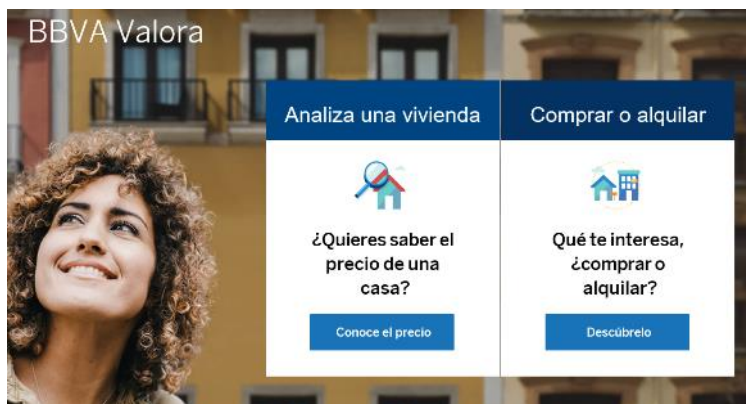 BBVA Valora
Analiza una vivienda
¿Quieres saber el
precio de una
casa?
Conoce el precio
Comprar o alquilar
Qué te interesa,
¿comprar o
alquilar?
Descúbrelo